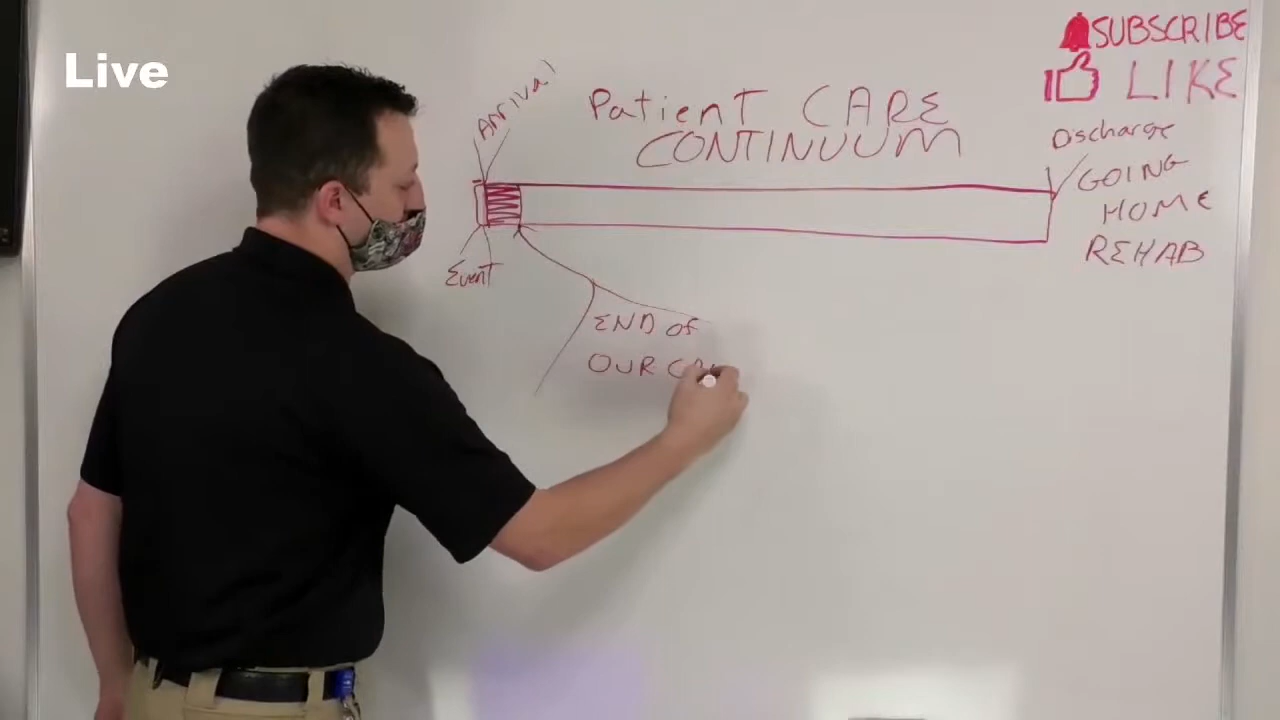 Live
SUBSCRIBE
LIKE
Arrival
Patient CARE
CONTINUUM
Discharge
GOING
HOME
REHAB
Event
END of
OUR